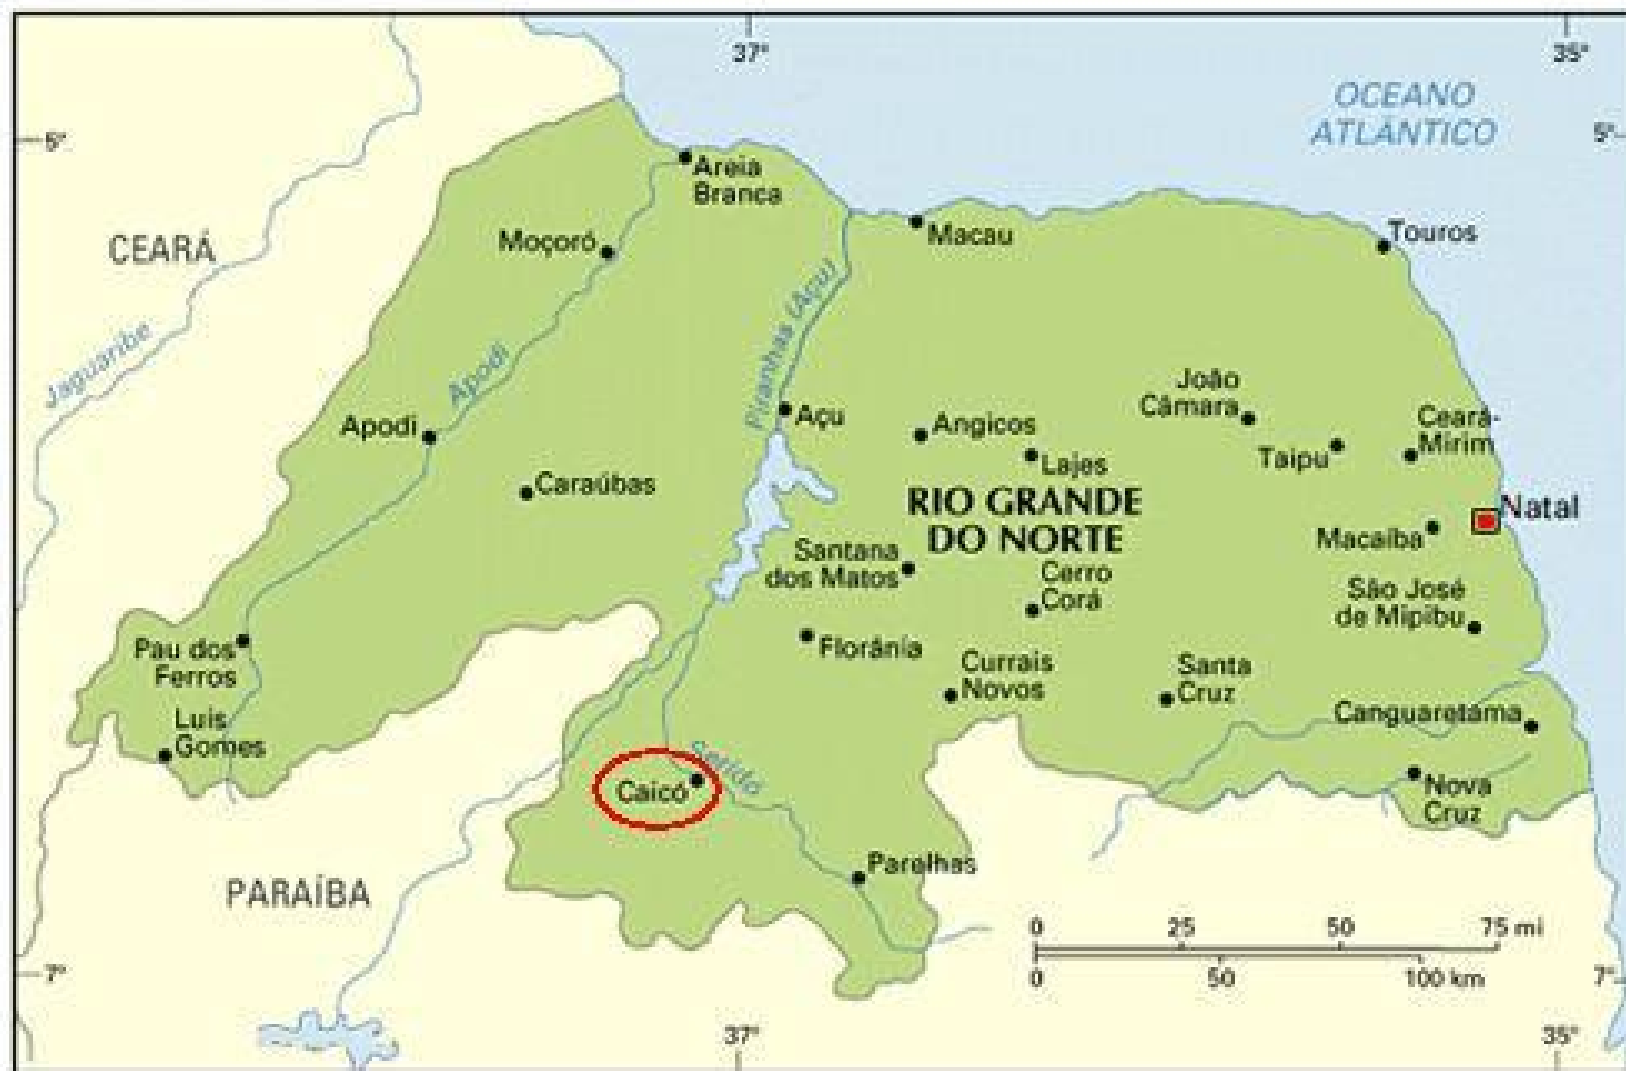 37°
35°
OCEANO
ATLÂNTICO
5°
5°
Areia
Branca
CEARÁ
Moçoró
Macau
Touros
Piranhas (Açu)
Jaguaribe
Apodi
João
Câmara
Apodi
Açu
Angicos
Ceará-
Mirim
Lajes
Taipu
Caraúbas
RIO GRANDE
DO NORTE
Natal
Macaíba
Santana
dos Matos
Cerro
Corá
São José
de Mipibu
Pau dos
Ferros
Florânia
Currais
Novos
Santa
Cruz
Luís
Gomes
Canguaretama
Caicó
Nova
Cruz
Parelhas
PARAÍBA
0 25 50 75 mi
0 50 100 km
7°
7°
37°
35°